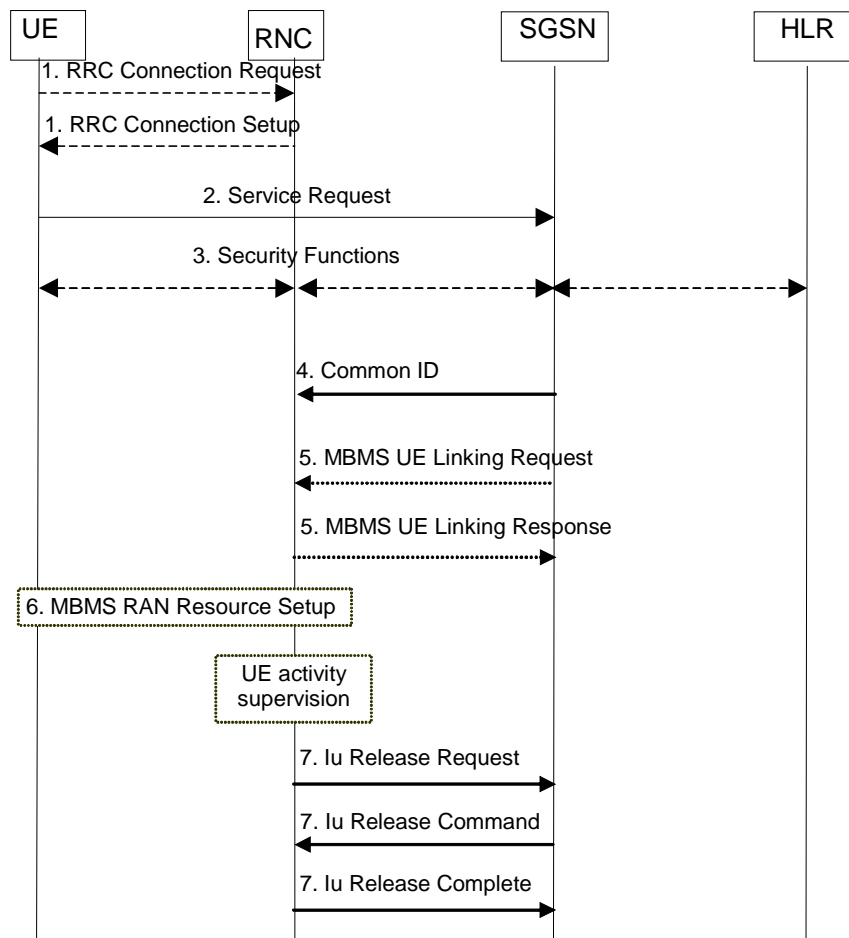 UE
RNC
SGSN
HLR
1. RRC Connection Request
1. RRC Connection Setup
2. Service Request
3. Security Functions
4. Common ID
5. MBMS UE Linking Request
5. MBMS UE Linking Response
6. MBMS RAN Resource Setup
UE activity
supervision
7. Iu Release Request
7. Iu Release Command
7. Iu Release Complete